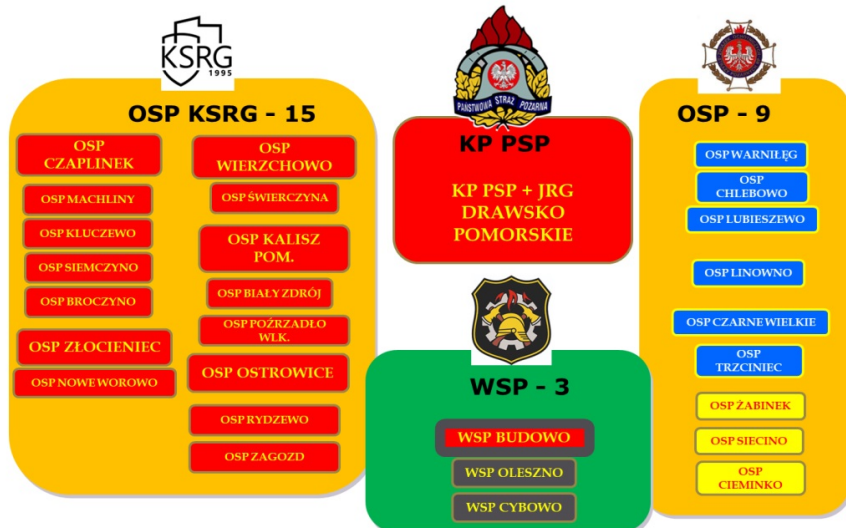 KSRG
1995
OSP KSRG - 15
OSP
CZAPLINEK
OSP MACHLINY
OSP KLUCZEWO
OSP SIEMCZYNO
OSP BROCZYNO
OSP ZŁOCIENIEC
OSP NOWE WOROWO
OSP
WIERZCHOWO
OSP ŚWIERCZYNA
OSP KALISZ
POM.
OSP BIAŁY ZDRÓJ
OSP POŹRZADŁO
WLK.
OSP OSTROWICE
OSP RYDZEWO
OSP ZAGOZD
PAŃSTWOWA STRAŻ POŻARNA
KP PSP
KP PSP + JRG
DRAWSKO
POMORSKIE
WSP - 3
WSP BUDOWO
WSP OLESZNO
WSP CYBOWO
OSP - 9
OSP WARNIŁĘG
OSP
CHLEBOWO
OSP LUBIESZEWO
OSP LINOWNO
OSP CZARNE WIELKIE
OSP
TRZCINIEC
OSP ŻABINEK
OSP SIECINO
OSP
CIEMINKO